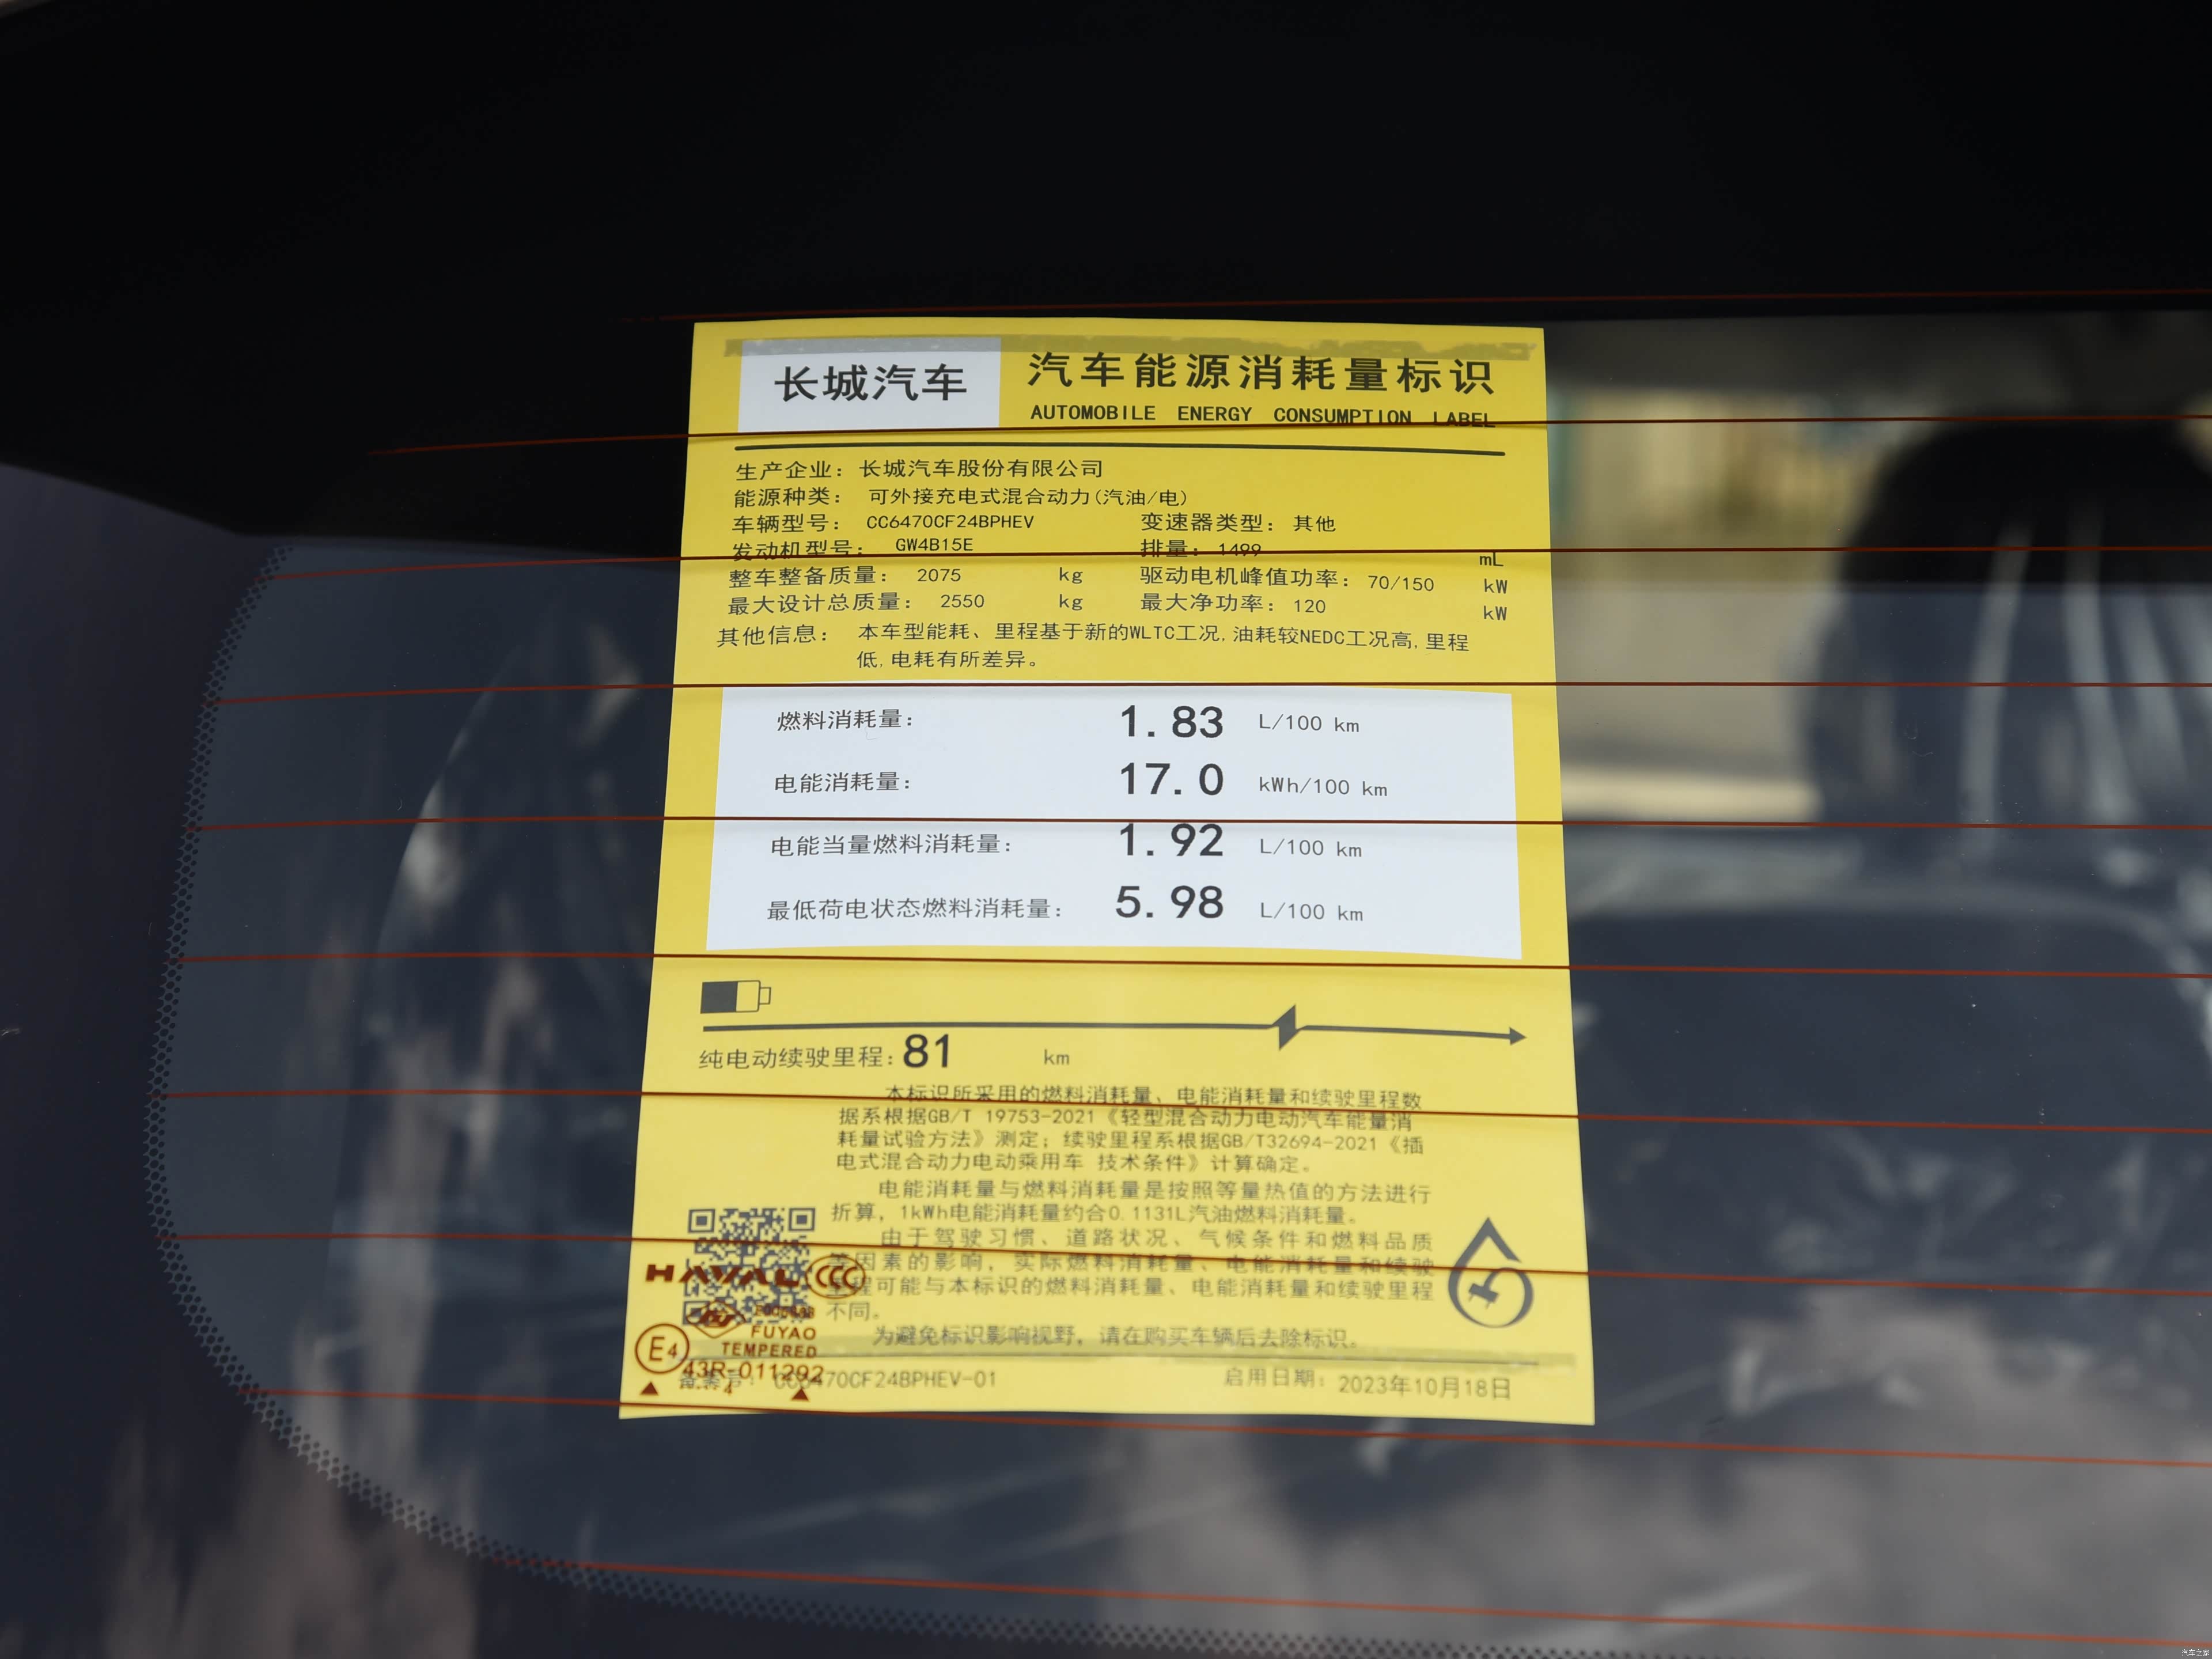 长城汽车
汽车能源消耗量标识
AUTOMOBILE ENERGY CONSUMPTION LABEL
生产企业: 长城汽车股份有限公司
能源种类: 可外接充电式混合动力(汽油/电)
车辆型号: CC6470CF24BPHEV 变速器类型: 其他
发动机型号: GW4B15E 排量: 1499 mL
整车整备质量: 2075 kg 驱动电机峰值功率: 70/150 kW
最大设计总质量: 2550 kg 最大净功率: 120 kW
其他信息: 本车型能耗、里程基于新的WLTC工况,油耗较NEDC工况高,里程
低,电耗有所差异。
燃料消耗量: 1.83 L/100 km
电能消耗量: 17.0 kWh/100 km
电能当量燃料消耗量: 1.92 L/100 km
最低荷电状态燃料消耗量: 5.98 L/100 km
纯电动续驶里程: 81 km
本标识所采用的燃料消耗量、电能消耗量和续驶里程数
据系根据GB/T 19753-2021《轻型混合动力电动汽车能量消
耗量试验方法》测定;续驶里程系根据GB/T32694-2021《插
电式混合动力电动乘用车 技术条件》计算确定。
电能消耗量与燃料消耗量是按照等量热值的方法进行
折算,1kWh电能消耗量约合0.1131L汽油燃料消耗量。
由于驾驶习惯、道路状况、气候条件和燃料品质
等因素的影响,实际燃料消耗量、电能消耗量和续驶
里程可能与本标识的燃料消耗量、电能消耗量和续驶里程
不同。
为避免标识影响视野,请在购买车辆后去除标识。
HAVAL CCC
FUYAO
E4 TEMPERED
43R-011292
备案号: CC6470CF24BPHEV-01 启用日期: 2023年10月18日
汽车之家